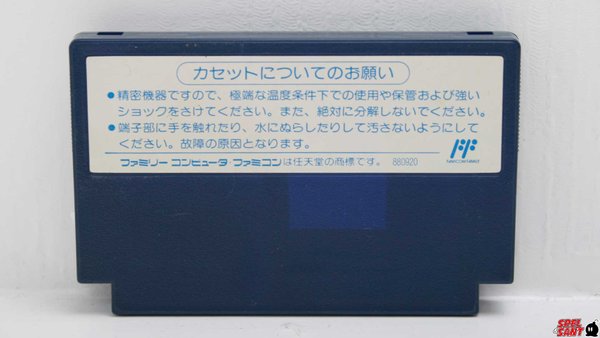 カセットについてのお願い
●精密機器ですので、極端な温度条件下での使用や保管および強い
ショックをさけてください。また、絶対に分解しないでください。
●端子部に手を触れたり、水にぬらしたりして汚さないようにして
ください。故障の原因となります。
ファミリーコンピュータ・ファミコンは任天堂の商標です。 880920
SPEL
SANT